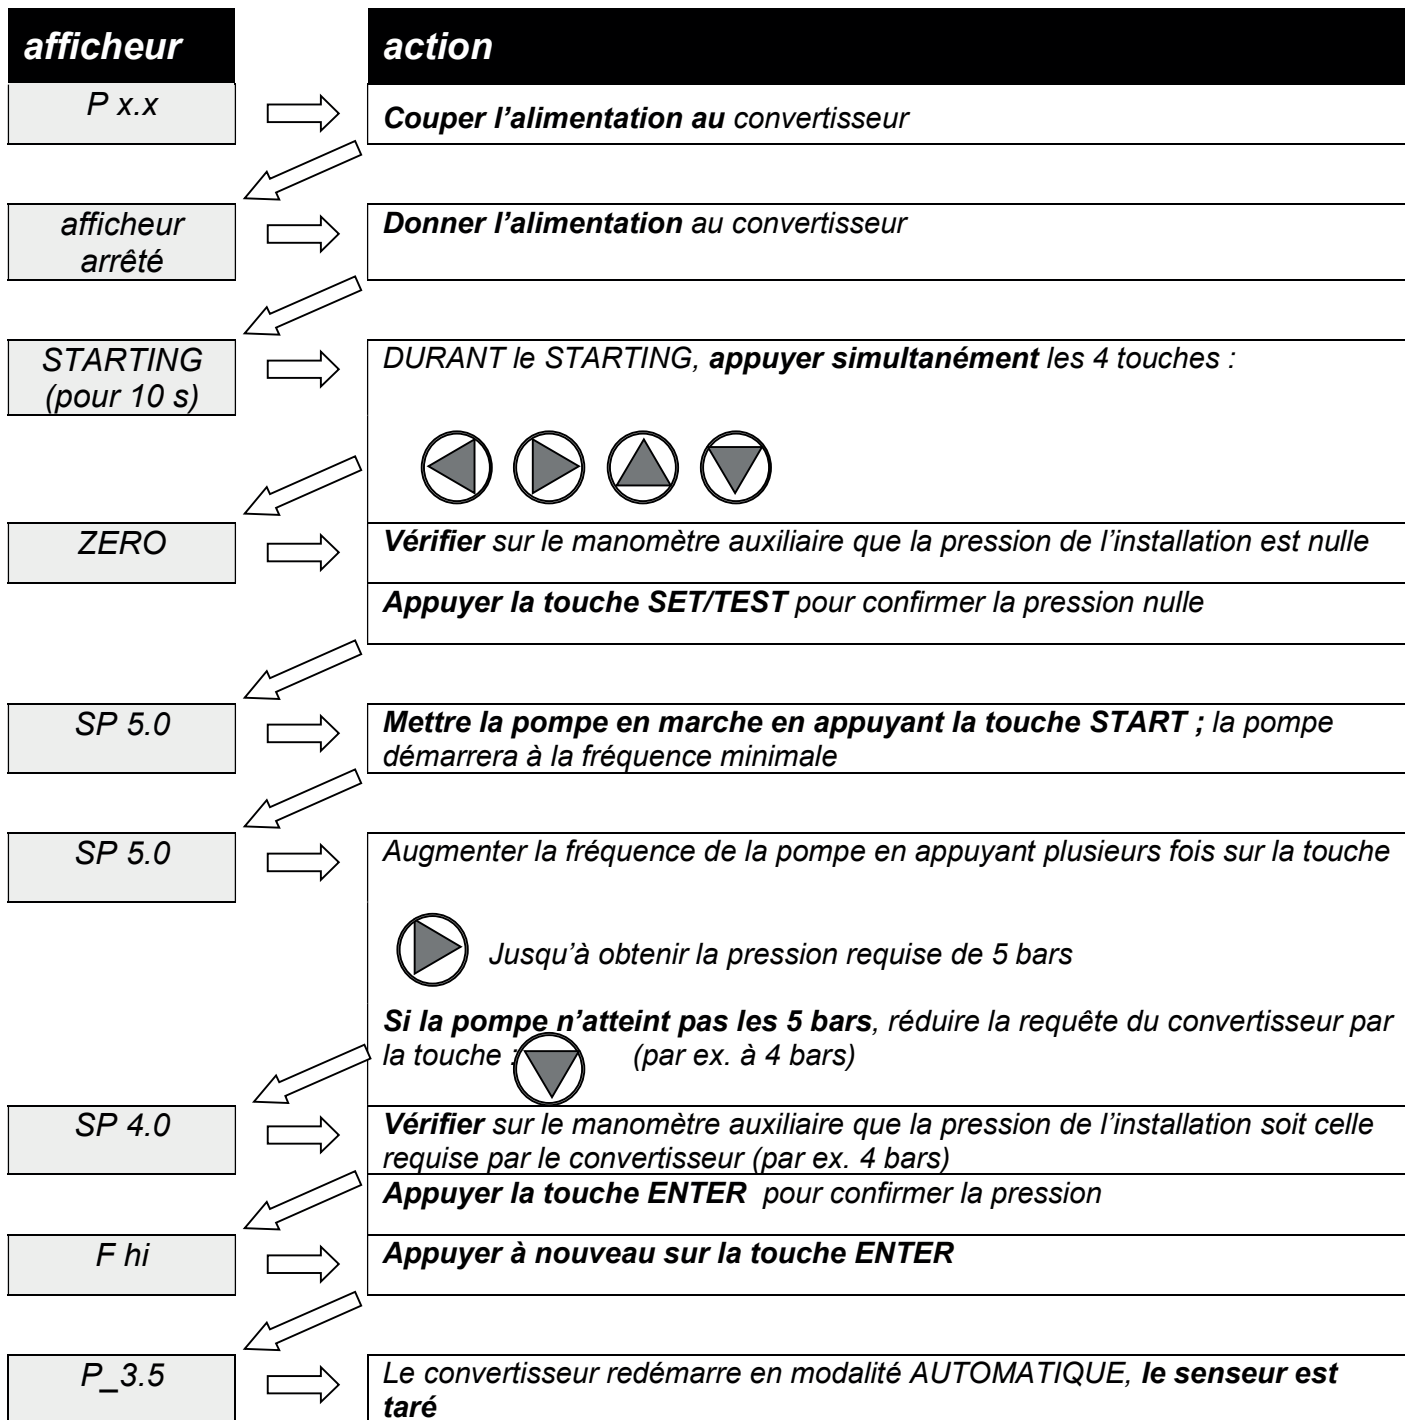 afficheur
action
P x.x
Couper l’alimentation au convertisseur
afficheur
arrêté
Donner l’alimentation au convertisseur
STARTING
(pour 10 s)
DURANT le STARTING, appuyer simultanément les 4 touches :
ZERO
Vérifier sur le manomètre auxiliaire que la pression de l’installation est nulle
Appuyer la touche SET/TEST pour confirmer la pression nulle
SP 5.0
Mettre la pompe en marche en appuyant la touche START ; la pompe
démarrera à la fréquence minimale
SP 5.0
Augmenter la fréquence de la pompe en appuyant plusieurs fois sur la touche
Jusqu’à obtenir la pression requise de 5 bars
Si la pompe n’atteint pas les 5 bars, réduire la requête du convertisseur par
la touche : (par ex. à 4 bars)
SP 4.0
Vérifier sur le manomètre auxiliaire que la pression de l’installation soit celle
requise par le convertisseur (par ex. 4 bars)
Appuyer la touche ENTER pour confirmer la pression
F hi
Appuyer à nouveau sur la touche ENTER
P_3.5
Le convertisseur redémarre en modalité AUTOMATIQUE, le senseur est
taré